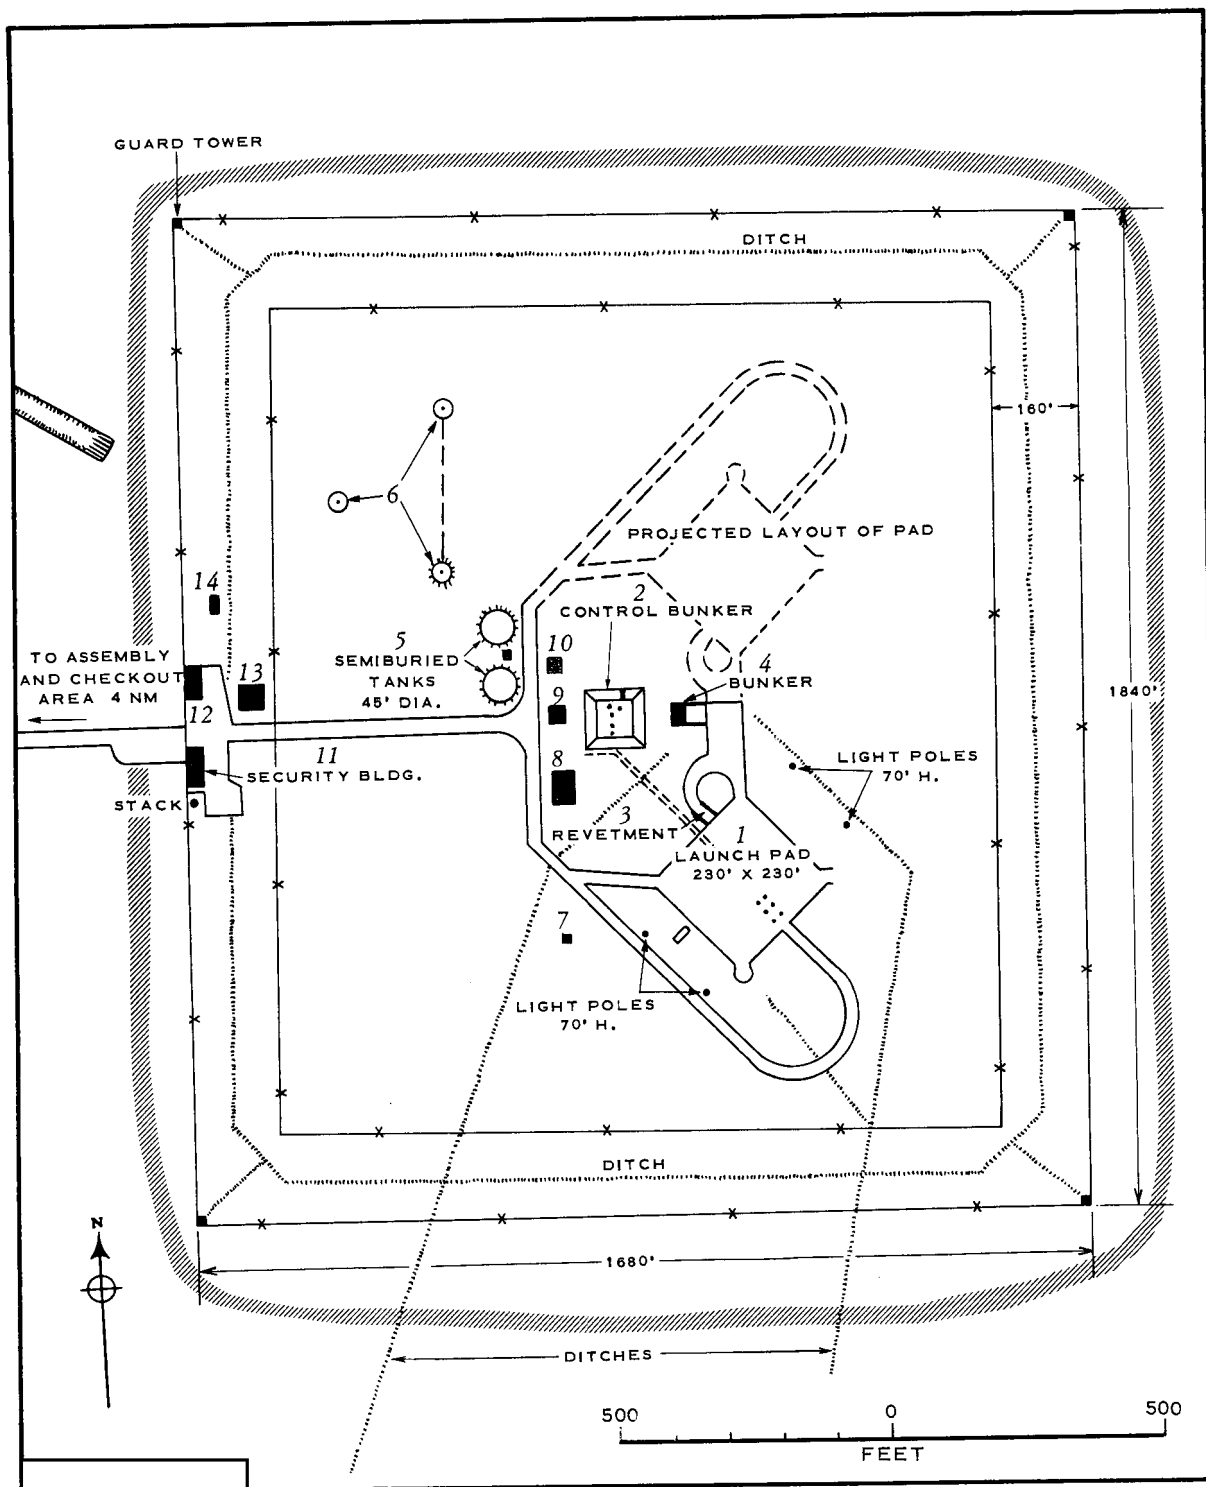 GUARD TOWER
DITCH
160'
6
PROJECTED LAYOUT OF PAD
14
2
CONTROL BUNKER
5
SEMIBURIED
TANKS
45' DIA.
10
TO ASSEMBLY
AND CHECKOUT
AREA 4 NM
13
4
BUNKER
1840'
9
12
11
SECURITY BLDG.
8
LIGHT POLES
70' H.
STACK
3
REVETMENT
1
LAUNCH PAD
230' X 230'
7
LIGHT POLES
70' H.
DITCH
N
1680'
DITCHES
500
0
500
FEET